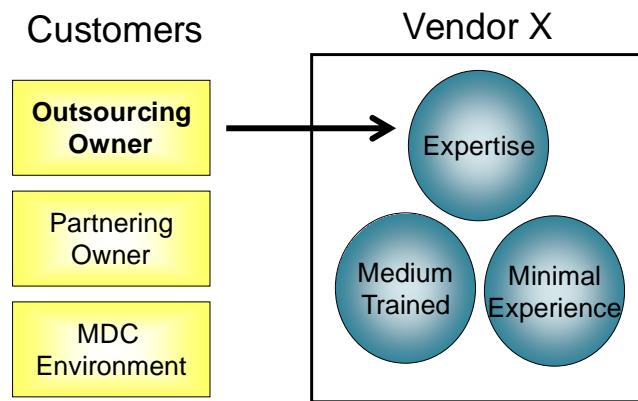 Customers
Vendor X
Outsourcing
Owner
Partnering
Owner
MDC
Environment
Expertise
Medium
Trained
Minimal
Experience